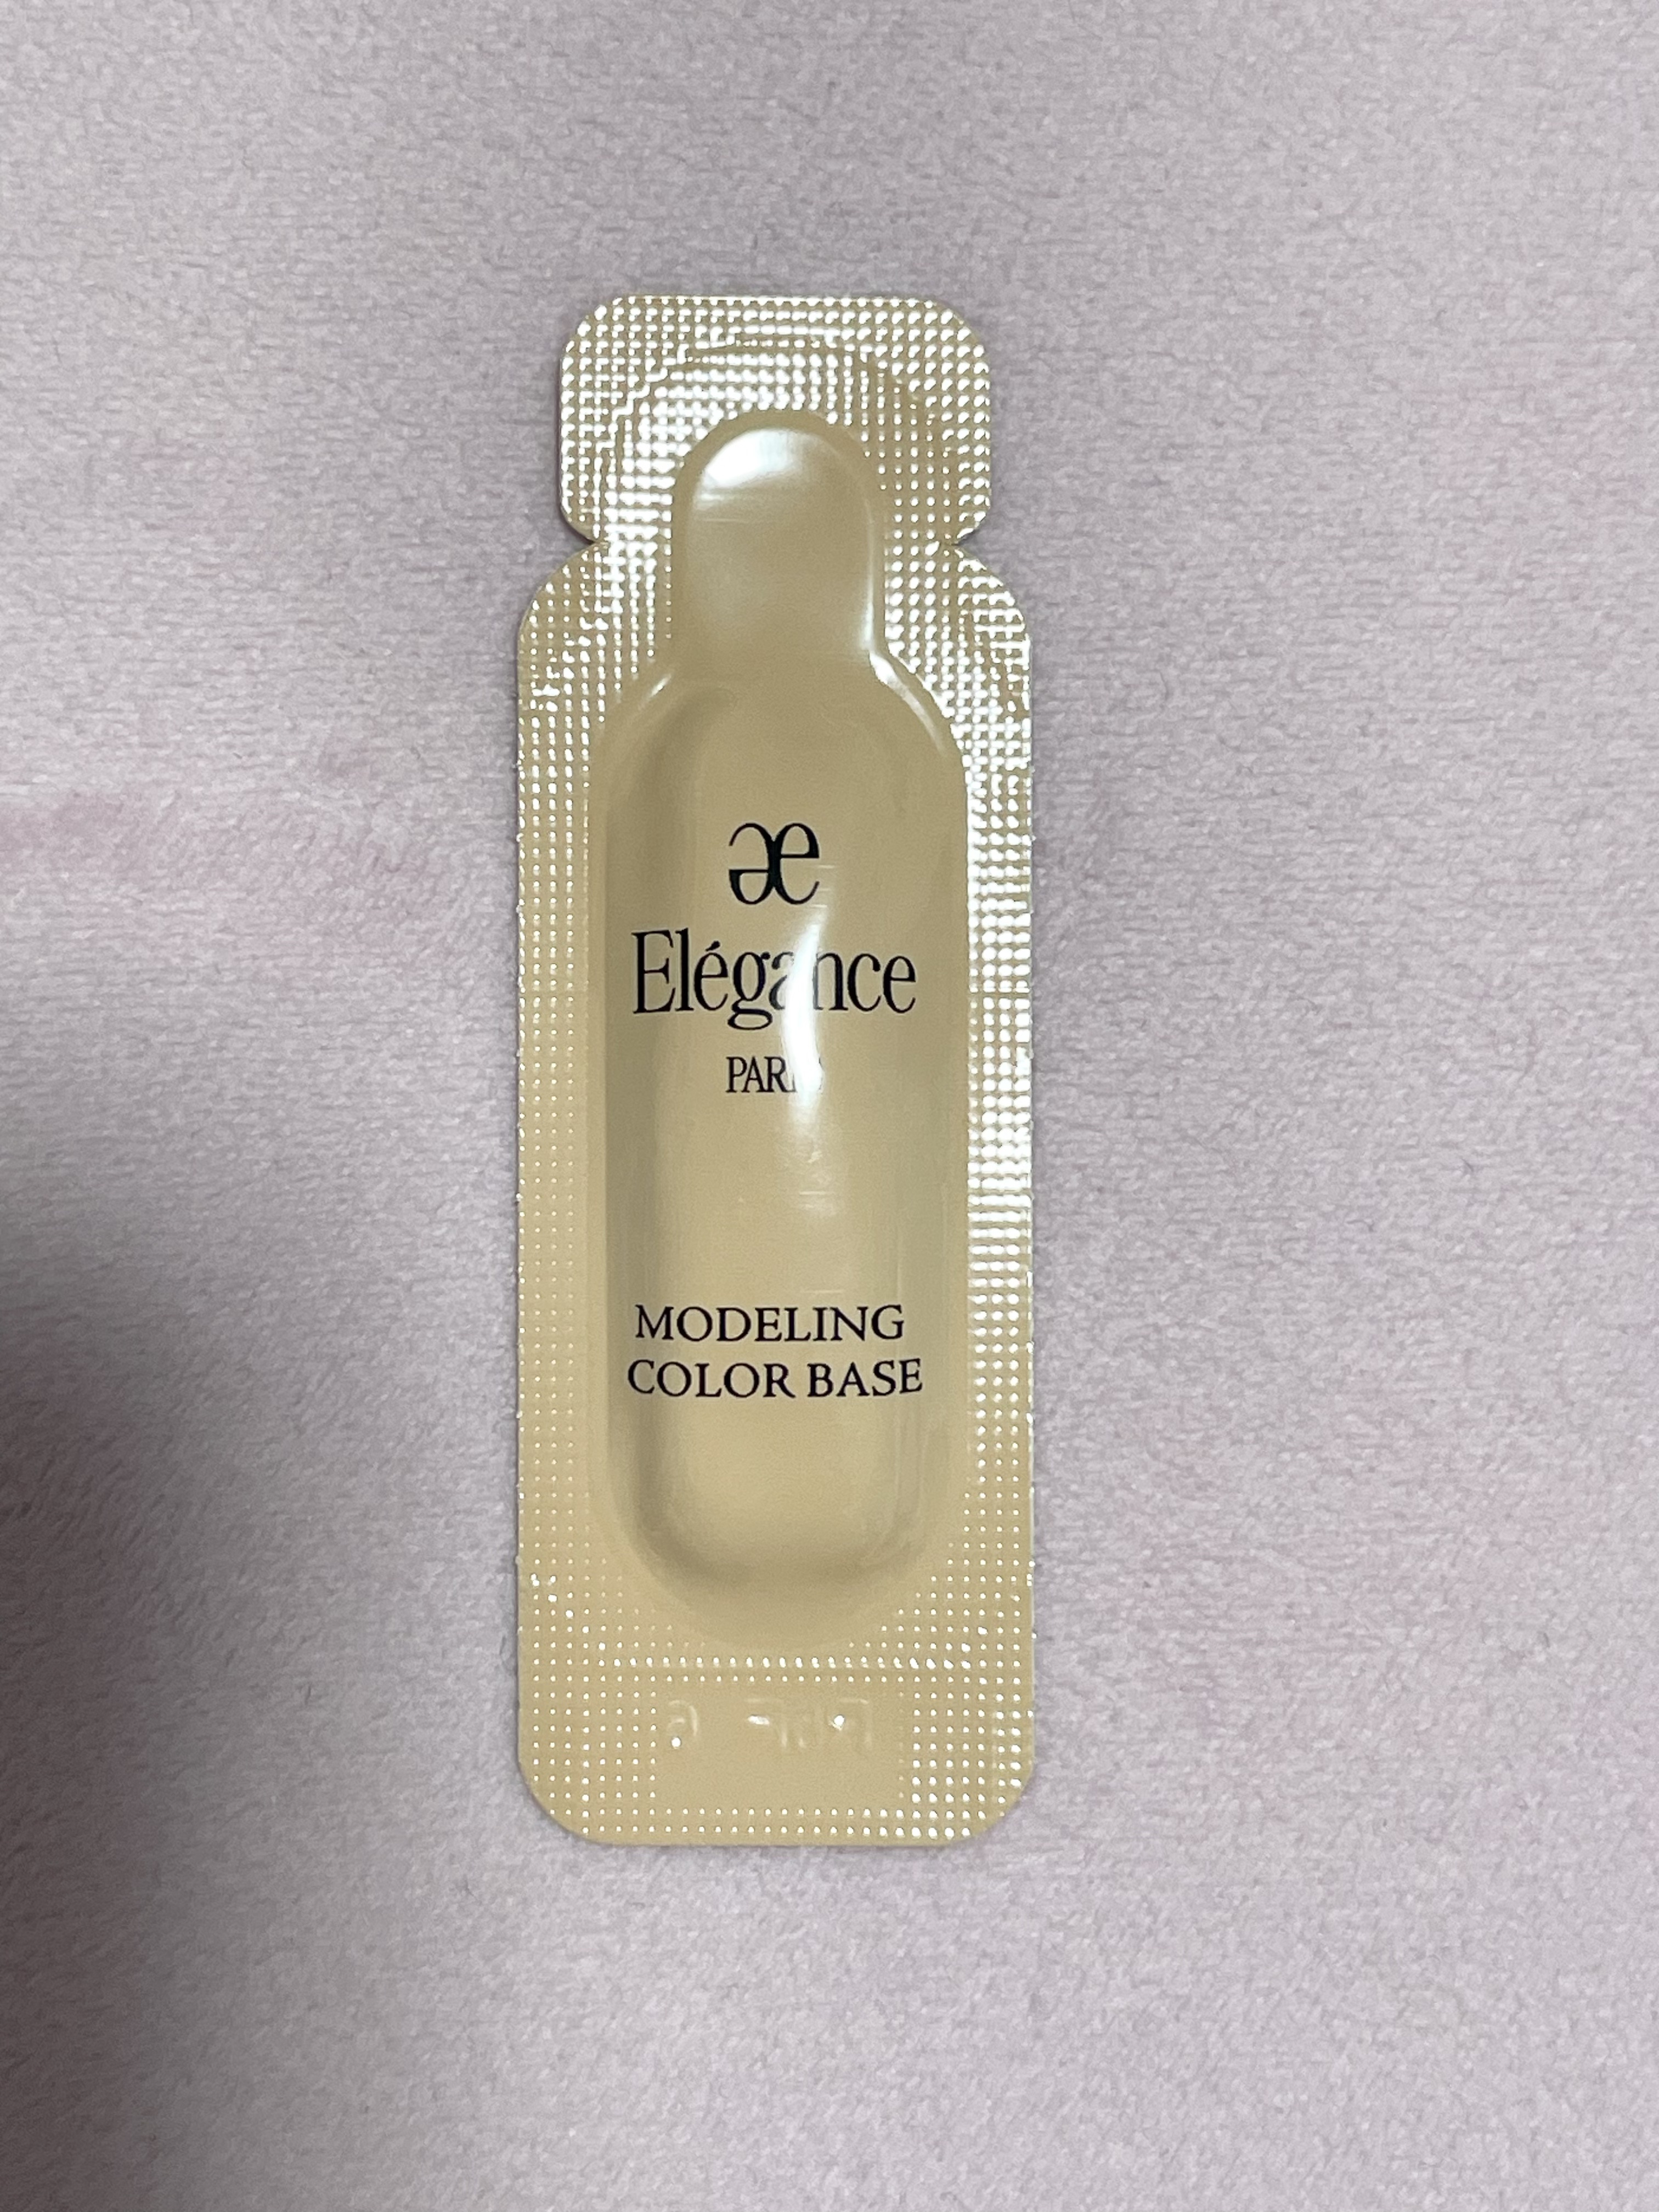 Elégance
PARIS
MODELING
COLOR BASE